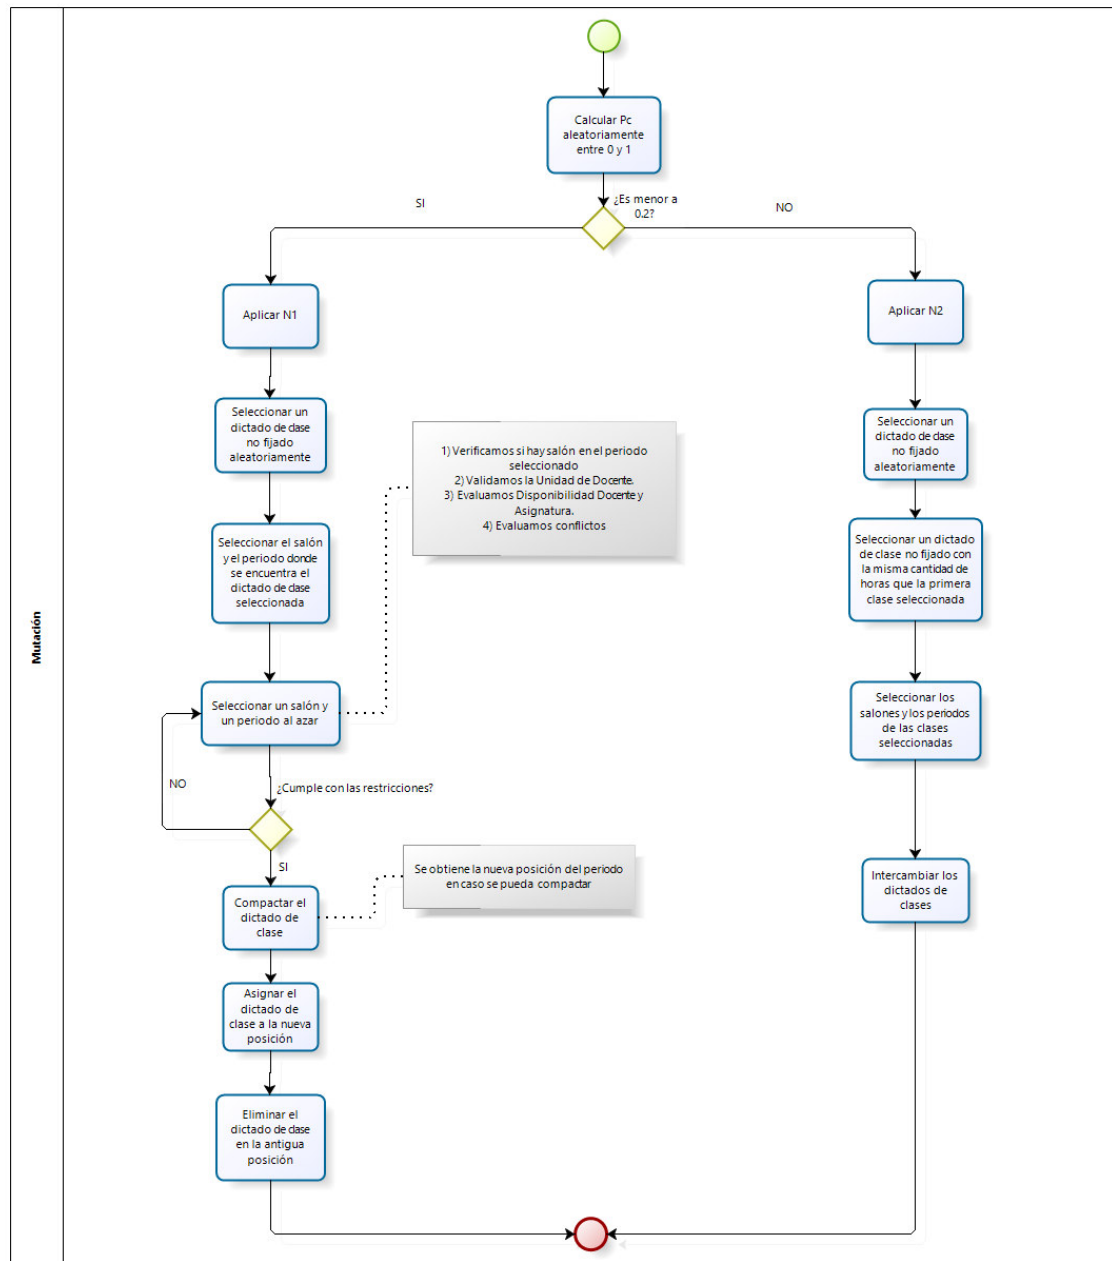 Mutación
Calcular Pc
aleatoriamente
entre 0 y 1
¿Es menor a
0.2?
SI
NO
Aplicar N1
Aplicar N2
Seleccionar un
dictado de clase
no fijado
aleatoriamente
Seleccionar el salón
y el periodo donde
se encuentra el
dictado de clase
seleccionada
Seleccionar un salón y
un periodo al azar
1) Verificamos si hay salón en el periodo
seleccionado
2) Validamos la Unidad de Docente.
3) Evaluamos Disponibilidad Docente y
Asignatura.
4) Evaluamos conflictos
¿Cumple con las restricciones?
NO
SI
Compactar el
dictado de
clase
Se obtiene la nueva posición del periodo
en caso se pueda compactar
Asignar el
dictado de
clase a la nueva
posición
Eliminar el
dictado de clase
en la antigua
posición
Seleccionar un
dictado de clase
no fijado
aleatoriamente
Seleccionar un dictado
de clase no fijado con
la misma cantidad de
horas que la primera
clase seleccionada
Seleccionar los
salones y los periodos
de las clases
seleccionadas
Intercambiar los
dictados de
clases